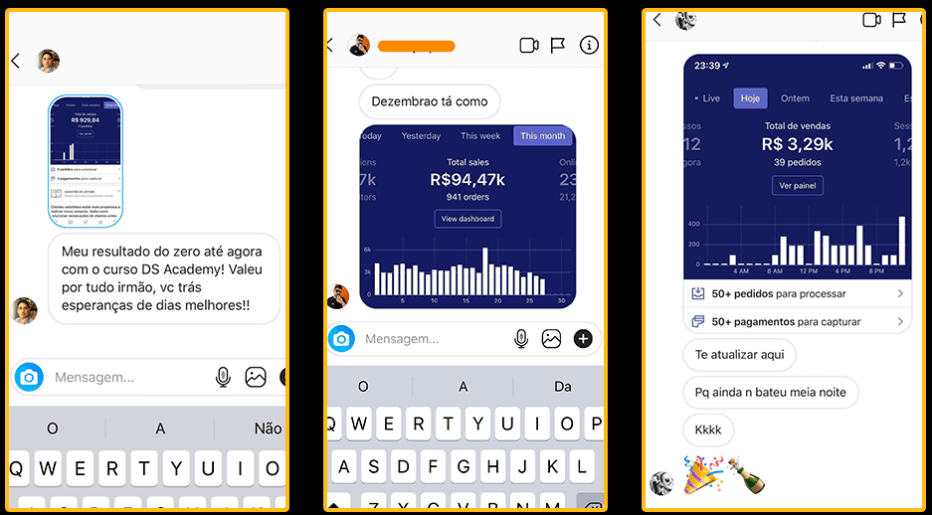 Total de vendas
R$ 929,84
Ver painel
Meu resultado do zero até agora
com o curso DS Academy! Valeu
por tudo irmão, vc trás
esperanças de dias melhores!!
Mensagem...
O A Não
Q W E R T Y U I O
Dezembrao tá como
oday Yesterday This week This month
ions Total sales Onli
7k R$94,47k 23
tors 941 orders 21,2
View dashboard
6k
3k
0
5 10 15 20 25 30
Mensagem...
O A Da
Q W E R T Y U I O P
A S D F G H J K L
Z X C V B N M
23:39
Live Hoje Ontem Esta semana Es
ssos Total de vendas Sess
12 R$ 3,29k 1,2
gora 39 pedidos 1,2k
Ver painel
400
200
0
4 AM 8 AM 12 PM 4 PM 8 PM
50+ pedidos para processar
50+ pagamentos para capturar
Te atualizar aqui
Pq ainda n bateu meia noite
Kkkk